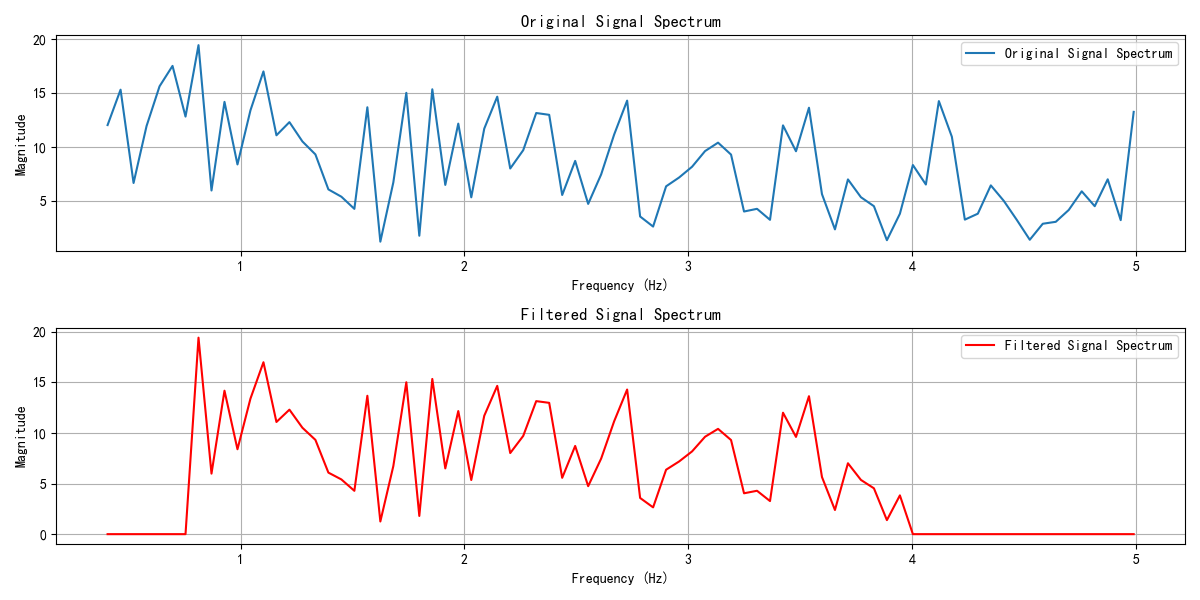 Original Signal Spectrum
20
15
10
5
Magnitude
Original Signal Spectrum
1
2
3
4
5
Frequency (Hz)
Filtered Signal Spectrum
20
15
10
5
0
Magnitude
Filtered Signal Spectrum
1
2
3
4
5
Frequency (Hz)